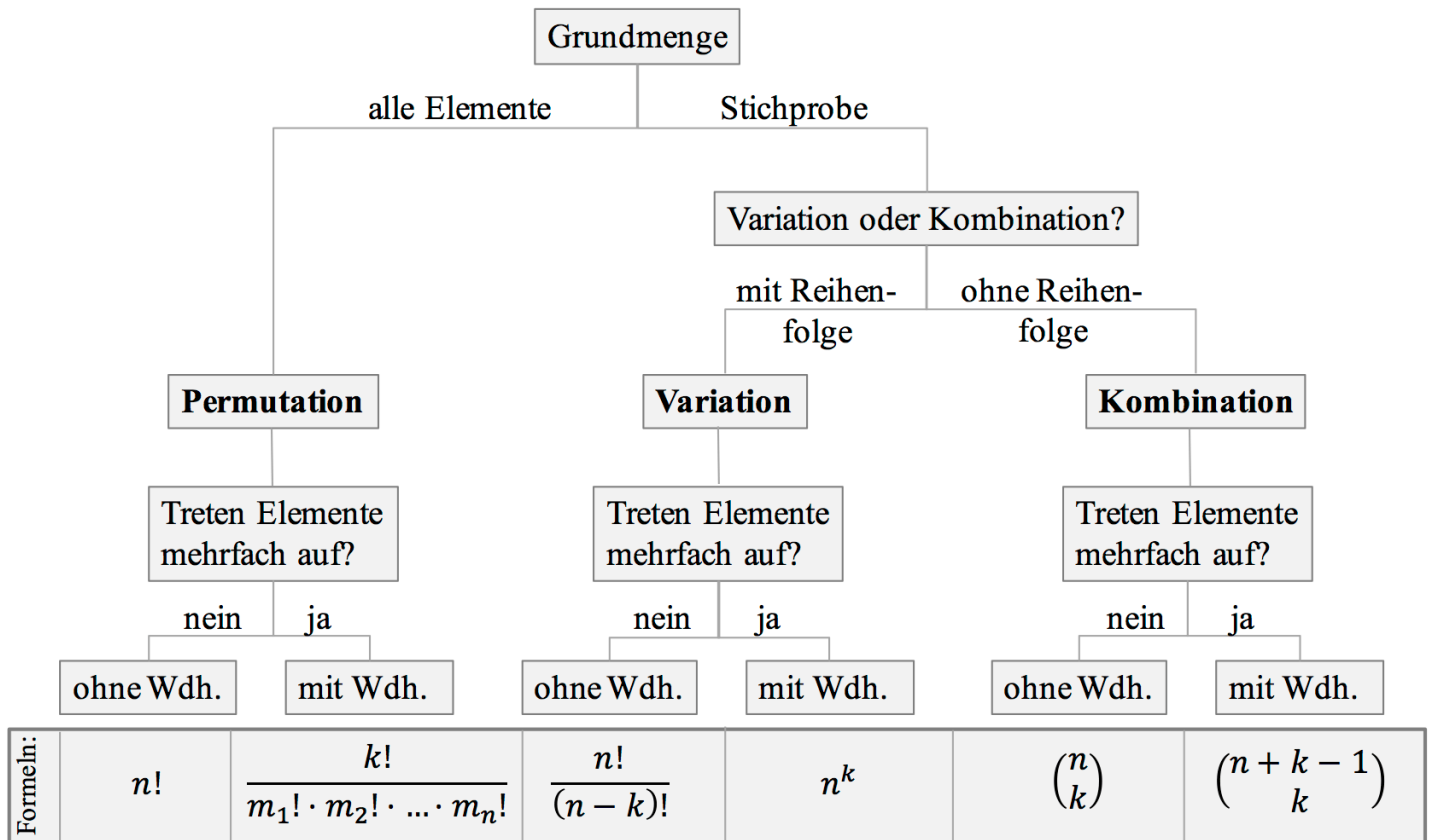 Grundmenge
alle Elemente
Stichprobe
Variation oder Kombination?
mit Reihen-
folge
ohne Reihen-
folge
Permutation
Variation
Kombination
Treten Elemente
mehrfach auf?
Treten Elemente
mehrfach auf?
Treten Elemente
mehrfach auf?
nein
ja
nein
ja
nein
ja
ohne Wdh.
mit Wdh.
ohne Wdh.
mit Wdh.
ohne Wdh.
mit Wdh.
Formeln:
n!
k!
m₁! · m₂! · … · mₙ!
n!
(n − k)!
nᵏ
(n
k)
(n + k − 1
k)